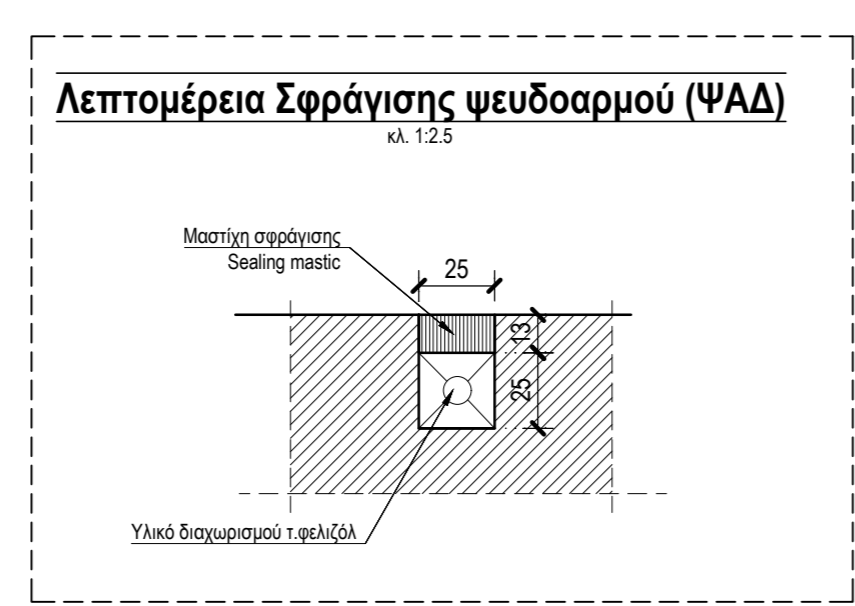 Λεπτομέρεια Σφράγισης ψευδοαρμού (ΨΑΔ)
κλ. 1:2.5
Μαστίχη σφράγισης
Sealing mastic
25
13
25
Υλικό διαχωρισμού τ.φελιζόλ